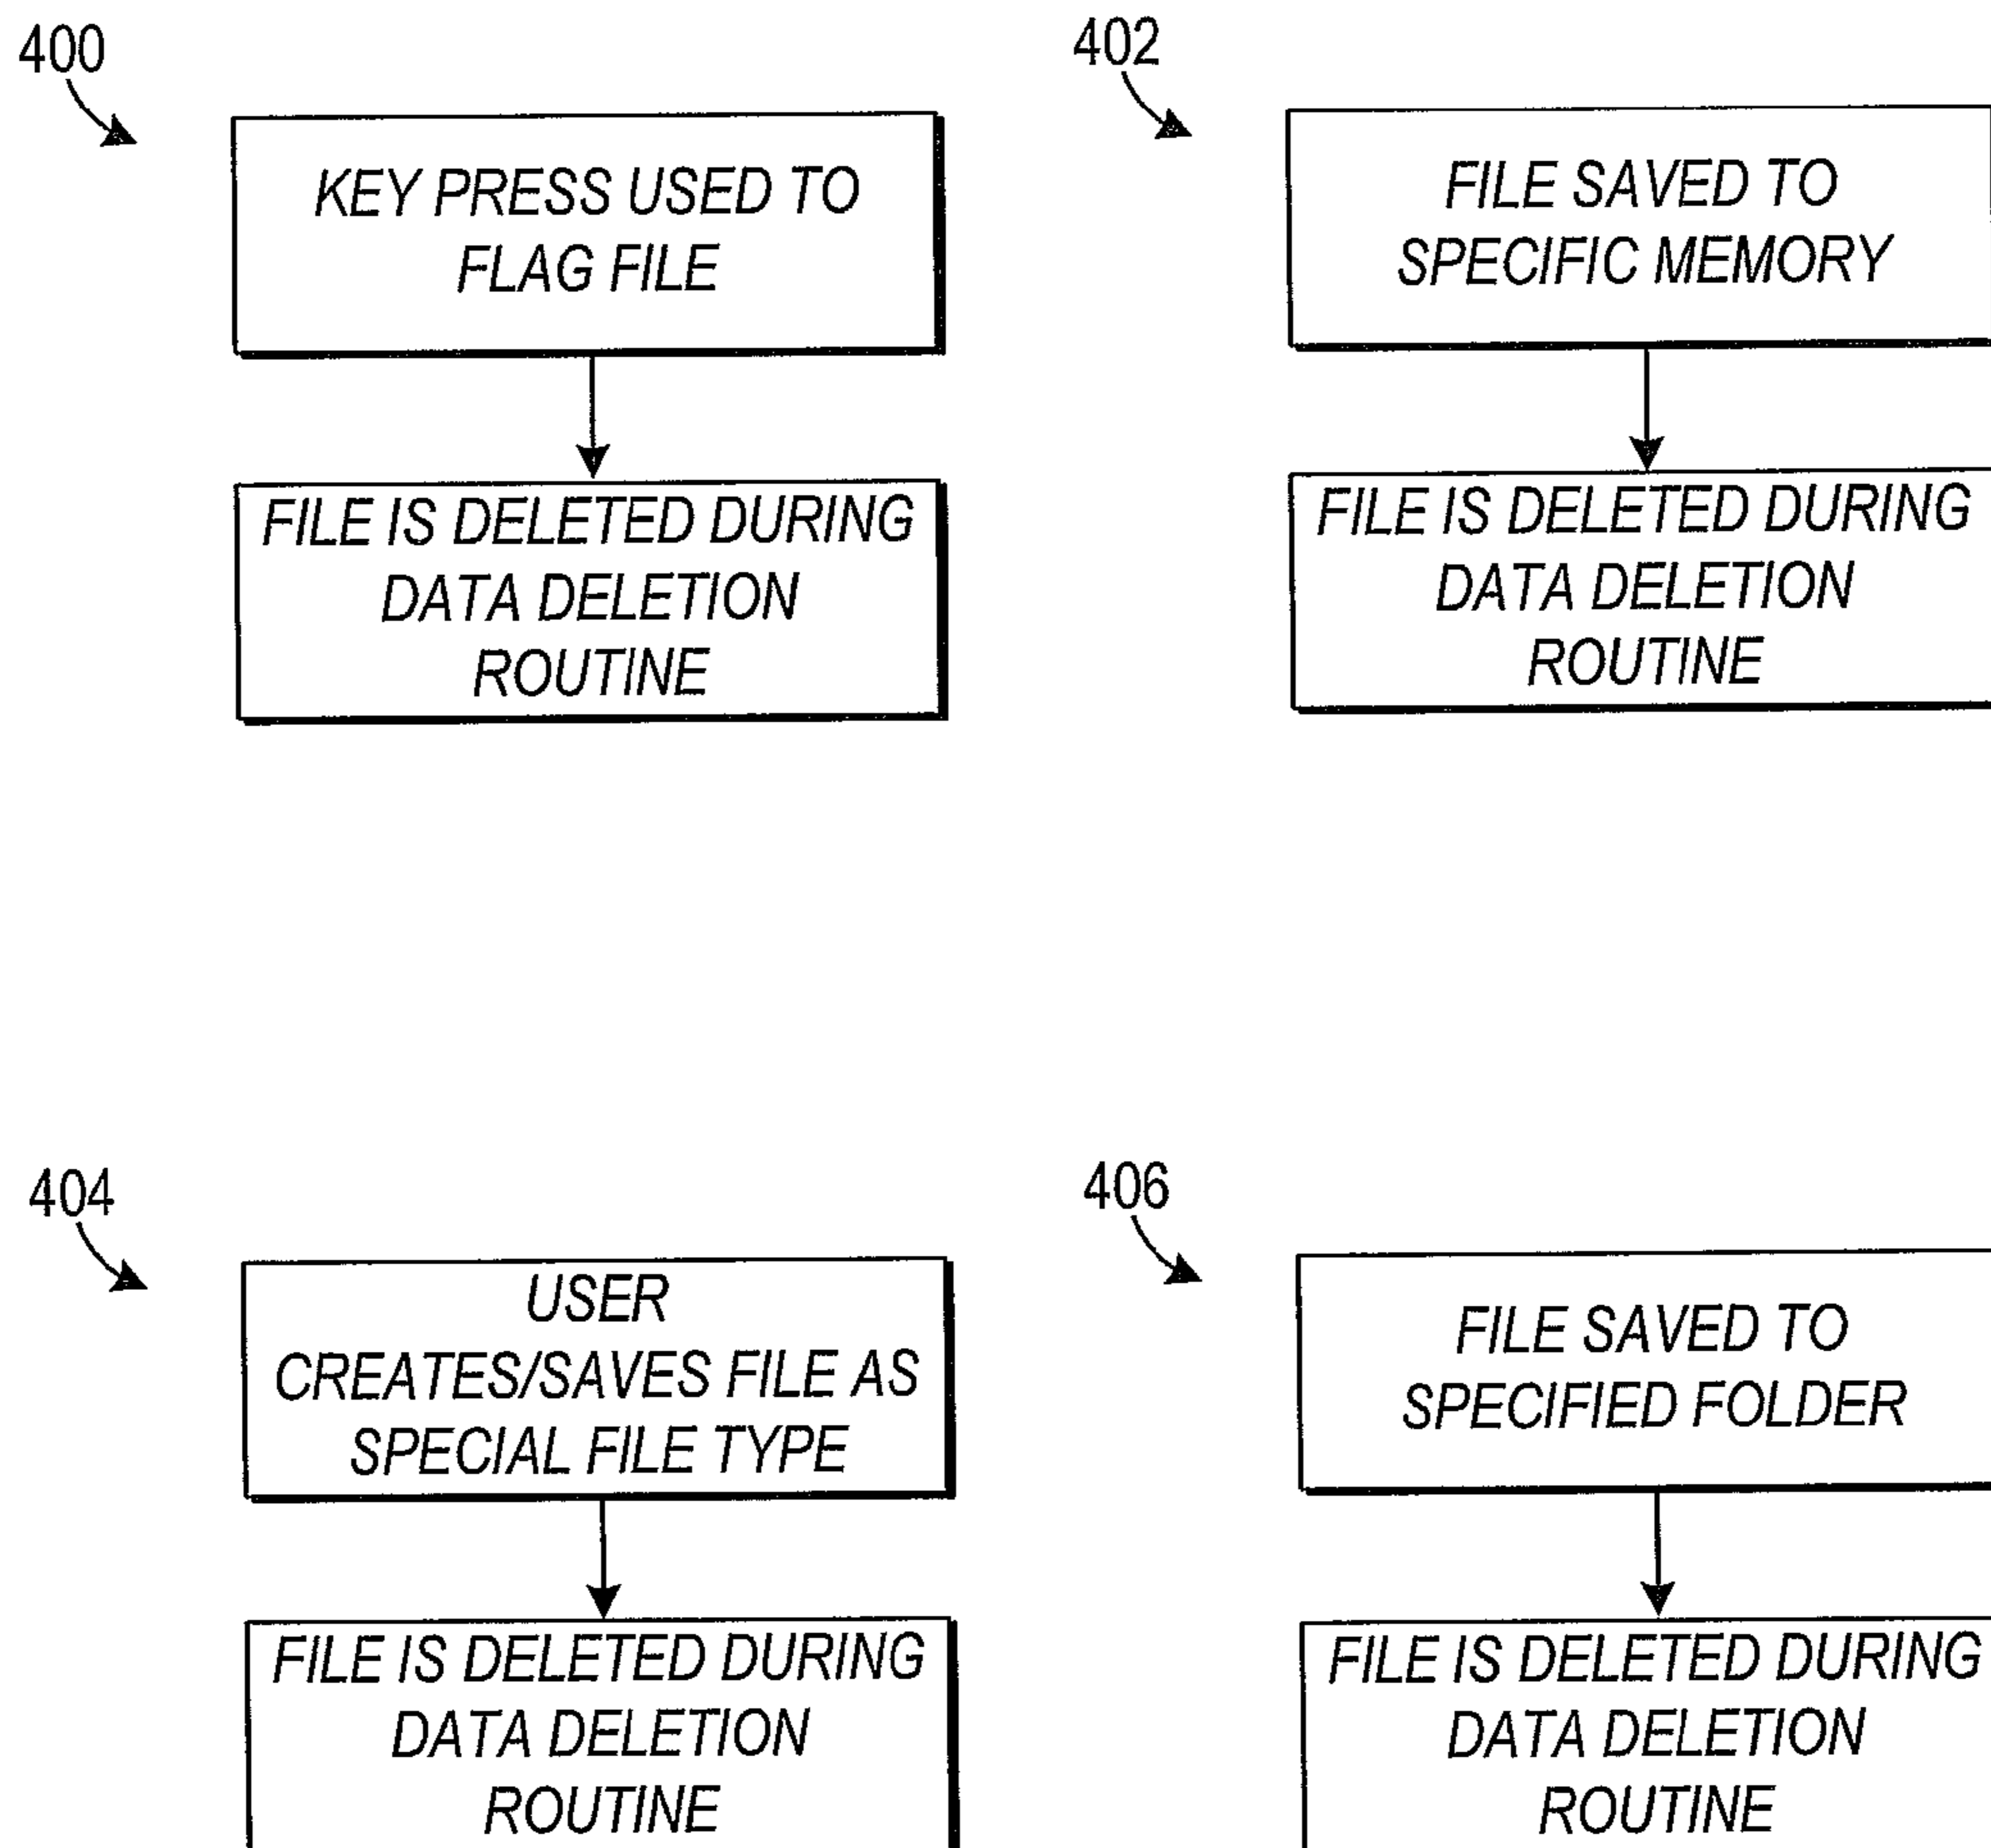 400
KEY PRESS USED TO
FLAG FILE
FILE IS DELETED DURING
DATA DELETION
ROUTINE
402
FILE SAVED TO
SPECIFIC MEMORY
FILE IS DELETED DURING
DATA DELETION
ROUTINE
404
USER
CREATES/SAVES FILE AS
SPECIAL FILE TYPE
FILE IS DELETED DURING
DATA DELETION
ROUTINE
406
FILE SAVED TO
SPECIFIED FOLDER
FILE IS DELETED DURING
DATA DELETION
ROUTINE